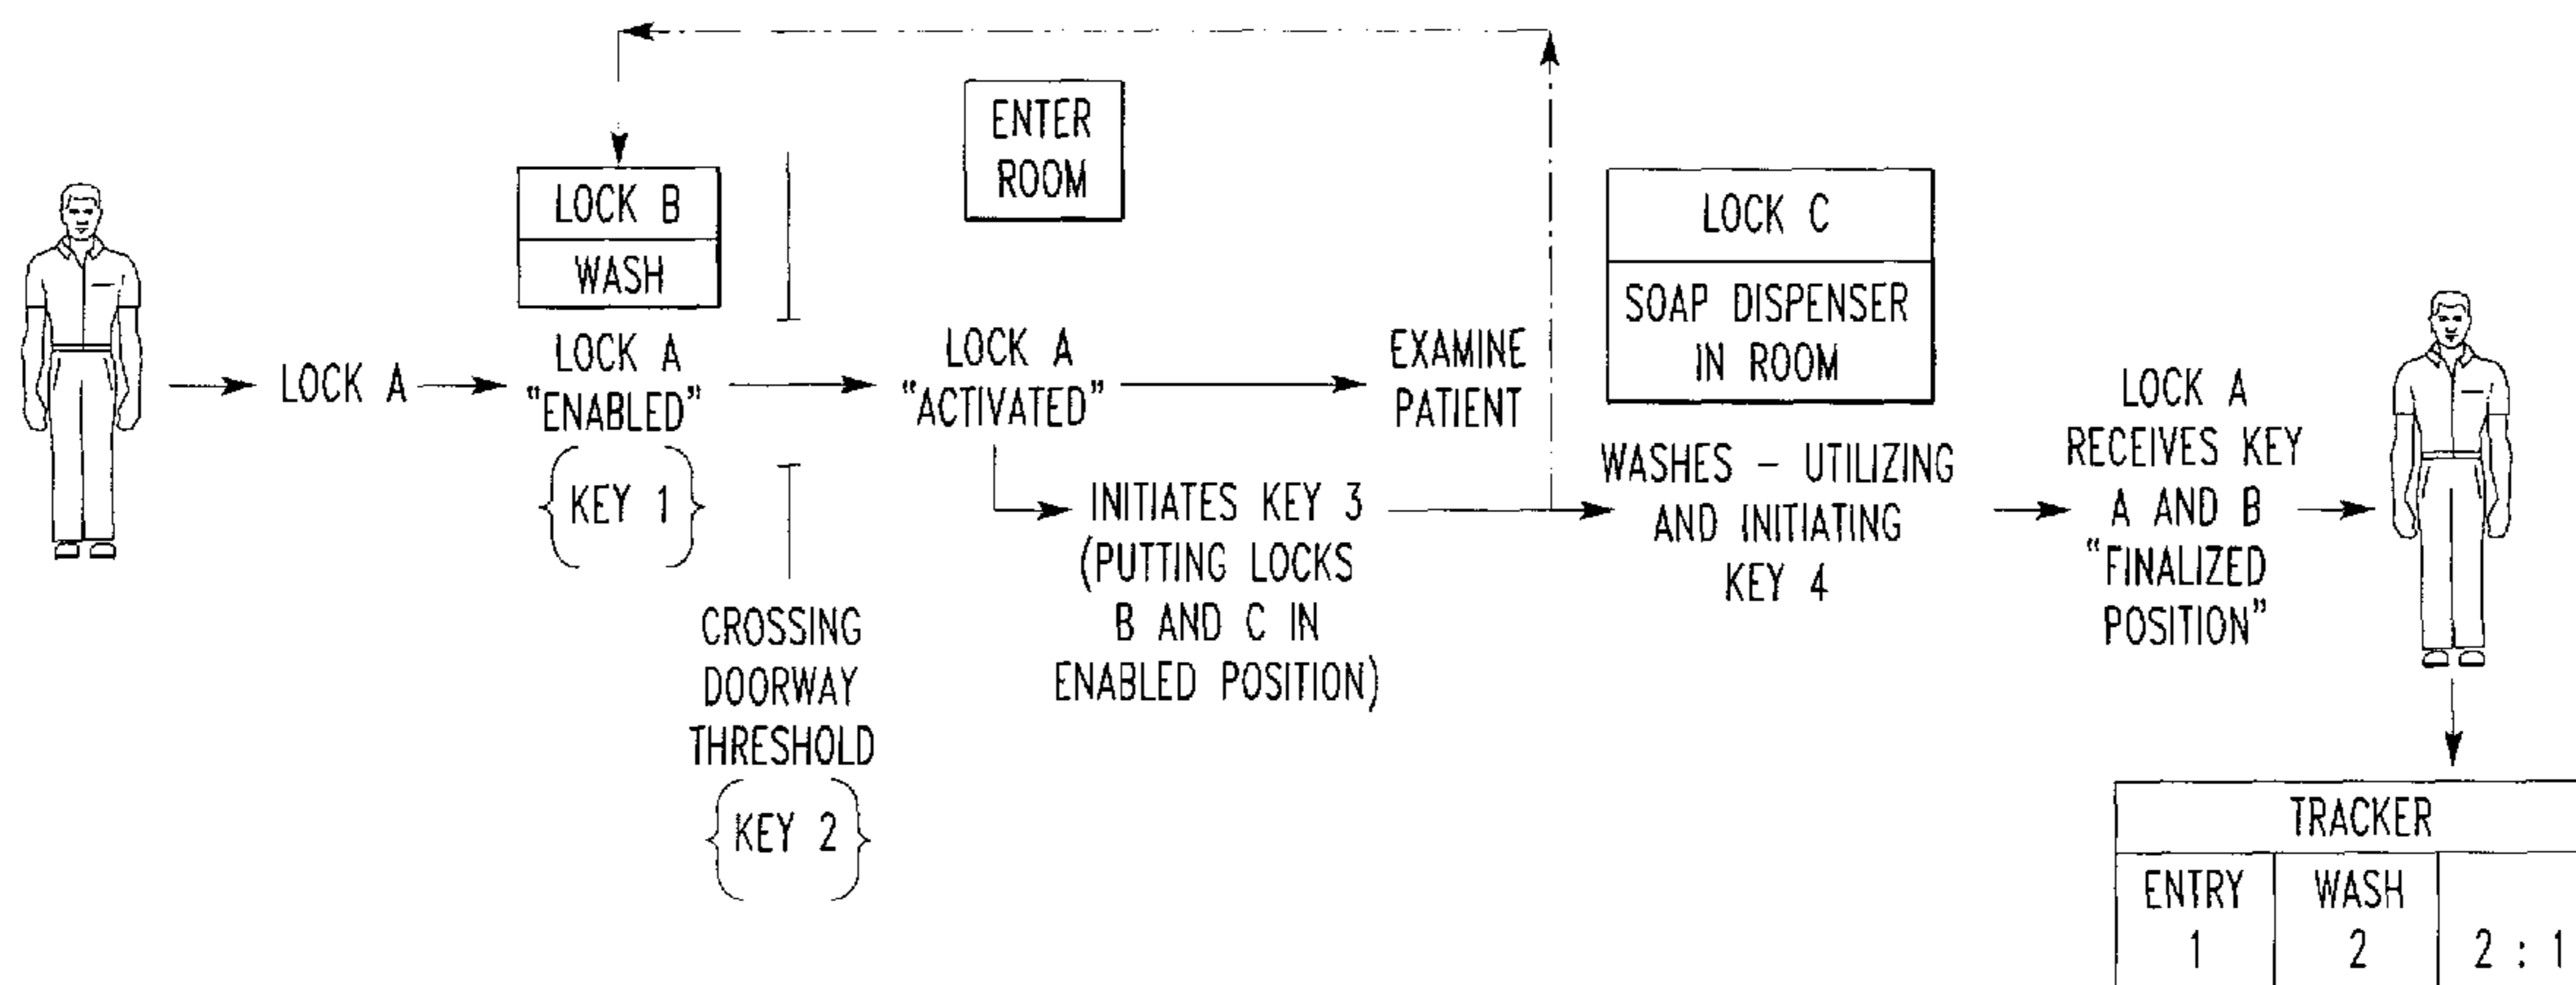 ENTER
ROOM
LOCK B
WASH
LOCK C
SOAP DISPENSER
IN ROOM
LOCK A
LOCK A
"ENABLED"
{KEY 1}
CROSSING
DOORWAY
THRESHOLD
{KEY 2}
LOCK A
"ACTIVATED"
EXAMINE
PATIENT
INITIATES KEY 3
(PUTTING LOCKS
B AND C IN
ENABLED POSITION)
WASHES – UTILIZING
AND INITIATING
KEY 4
LOCK A
RECEIVES KEY
A AND B
"FINALIZED
POSITION"
TRACKER
ENTRY WASH
1 2 2 : 1